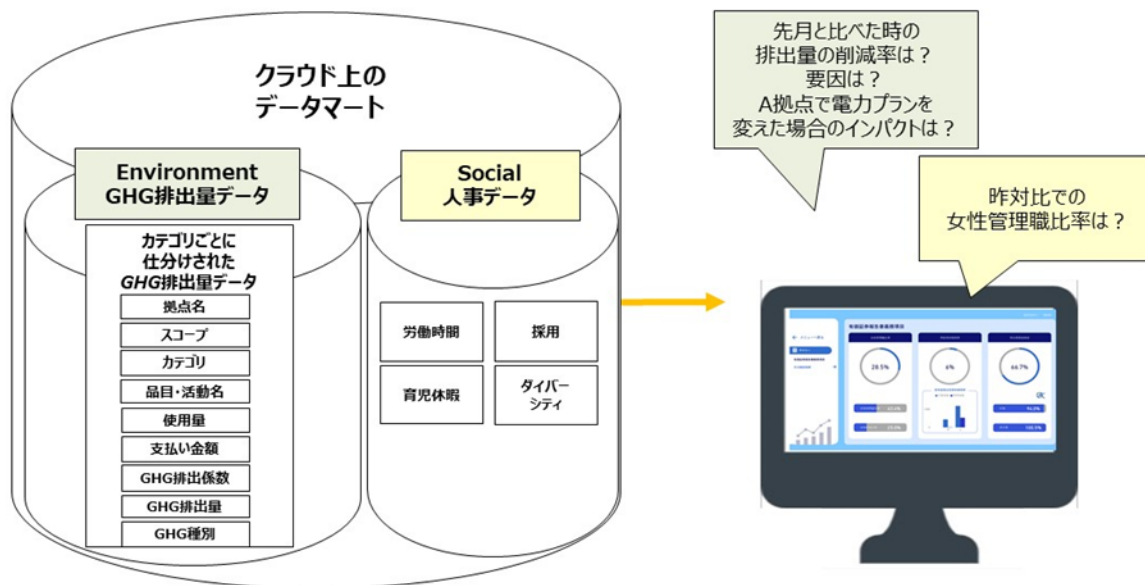 クラウド上の
データマート
Environment
GHG排出量データ
カテゴリごとに
仕分けされた
GHG排出量データ
拠点名
スコープ
カテゴリ
品目・活動名
使用量
支払い金額
GHG排出係数
GHG排出量
GHG種別
Social
人事データ
労働時間
採用
育児休暇
ダイバー
シティ
先月と比べた時の
排出量の削減率は？
要因は？
A拠点で電力プランを
変えた場合のインパクトは？
昨対比での
女性管理職比率は？
28.5%
6%
66.7%